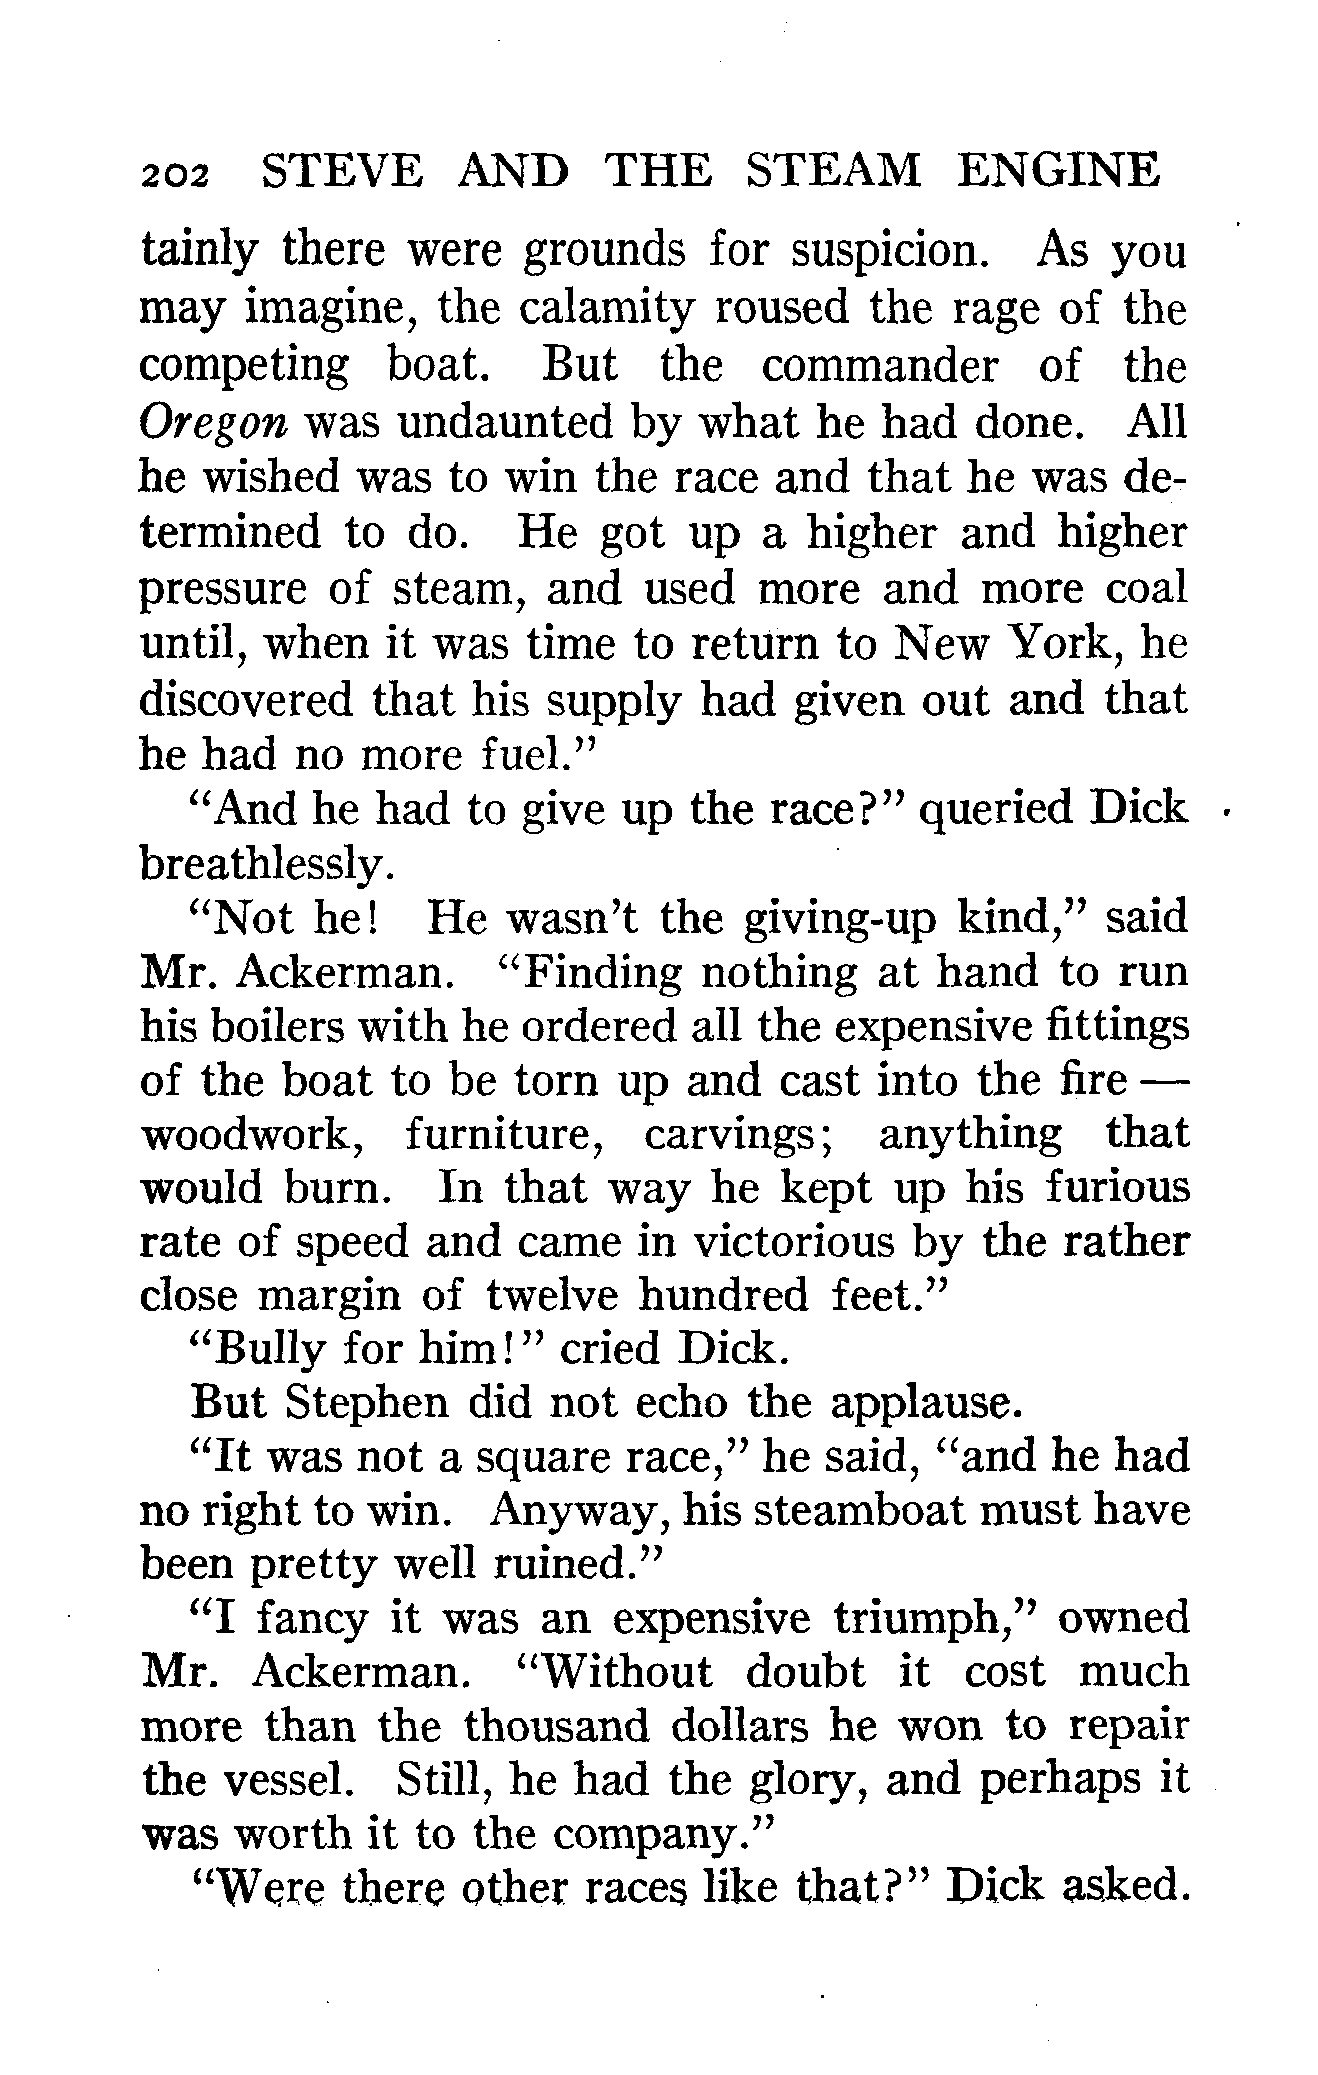 202 STEVE AND THE STEAM ENGINE
tainly there were grounds for suspicion. As you
may imagine, the calamity roused the rage of the
competing boat. But the commander of the
Oregon was undaunted by what he had done. All
he wished was to win the race and that he was de-
termined to do. He got up a higher and higher
pressure of steam, and used more and more coal
until, when it was time to return to New York, he
discovered that his supply had given out and that
he had no more fuel.”
“And he had to give up the race?” queried Dick
breathlessly.
“Not he! He wasn’t the giving-up kind,” said
Mr. Ackerman. “Finding nothing at hand to run
his boilers with he ordered all the expensive fittings
of the boat to be torn up and cast into the fire —
woodwork, furniture, carvings; anything that
would burn. In that way he kept up his furious
rate of speed and came in victorious by the rather
close margin of twelve hundred feet.”
“Bully for him!” cried Dick.
But Stephen did not echo the applause.
“It was not a square race,” he said, “and he had
no right to win. Anyway, his steamboat must have
been pretty well ruined.”
“I fancy it was an expensive triumph,” owned
Mr. Ackerman. “Without doubt it cost much
more than the thousand dollars he won to repair
the vessel. Still, he had the glory, and perhaps it
was worth it to the company.”
“Were there other races like that?” Dick asked.